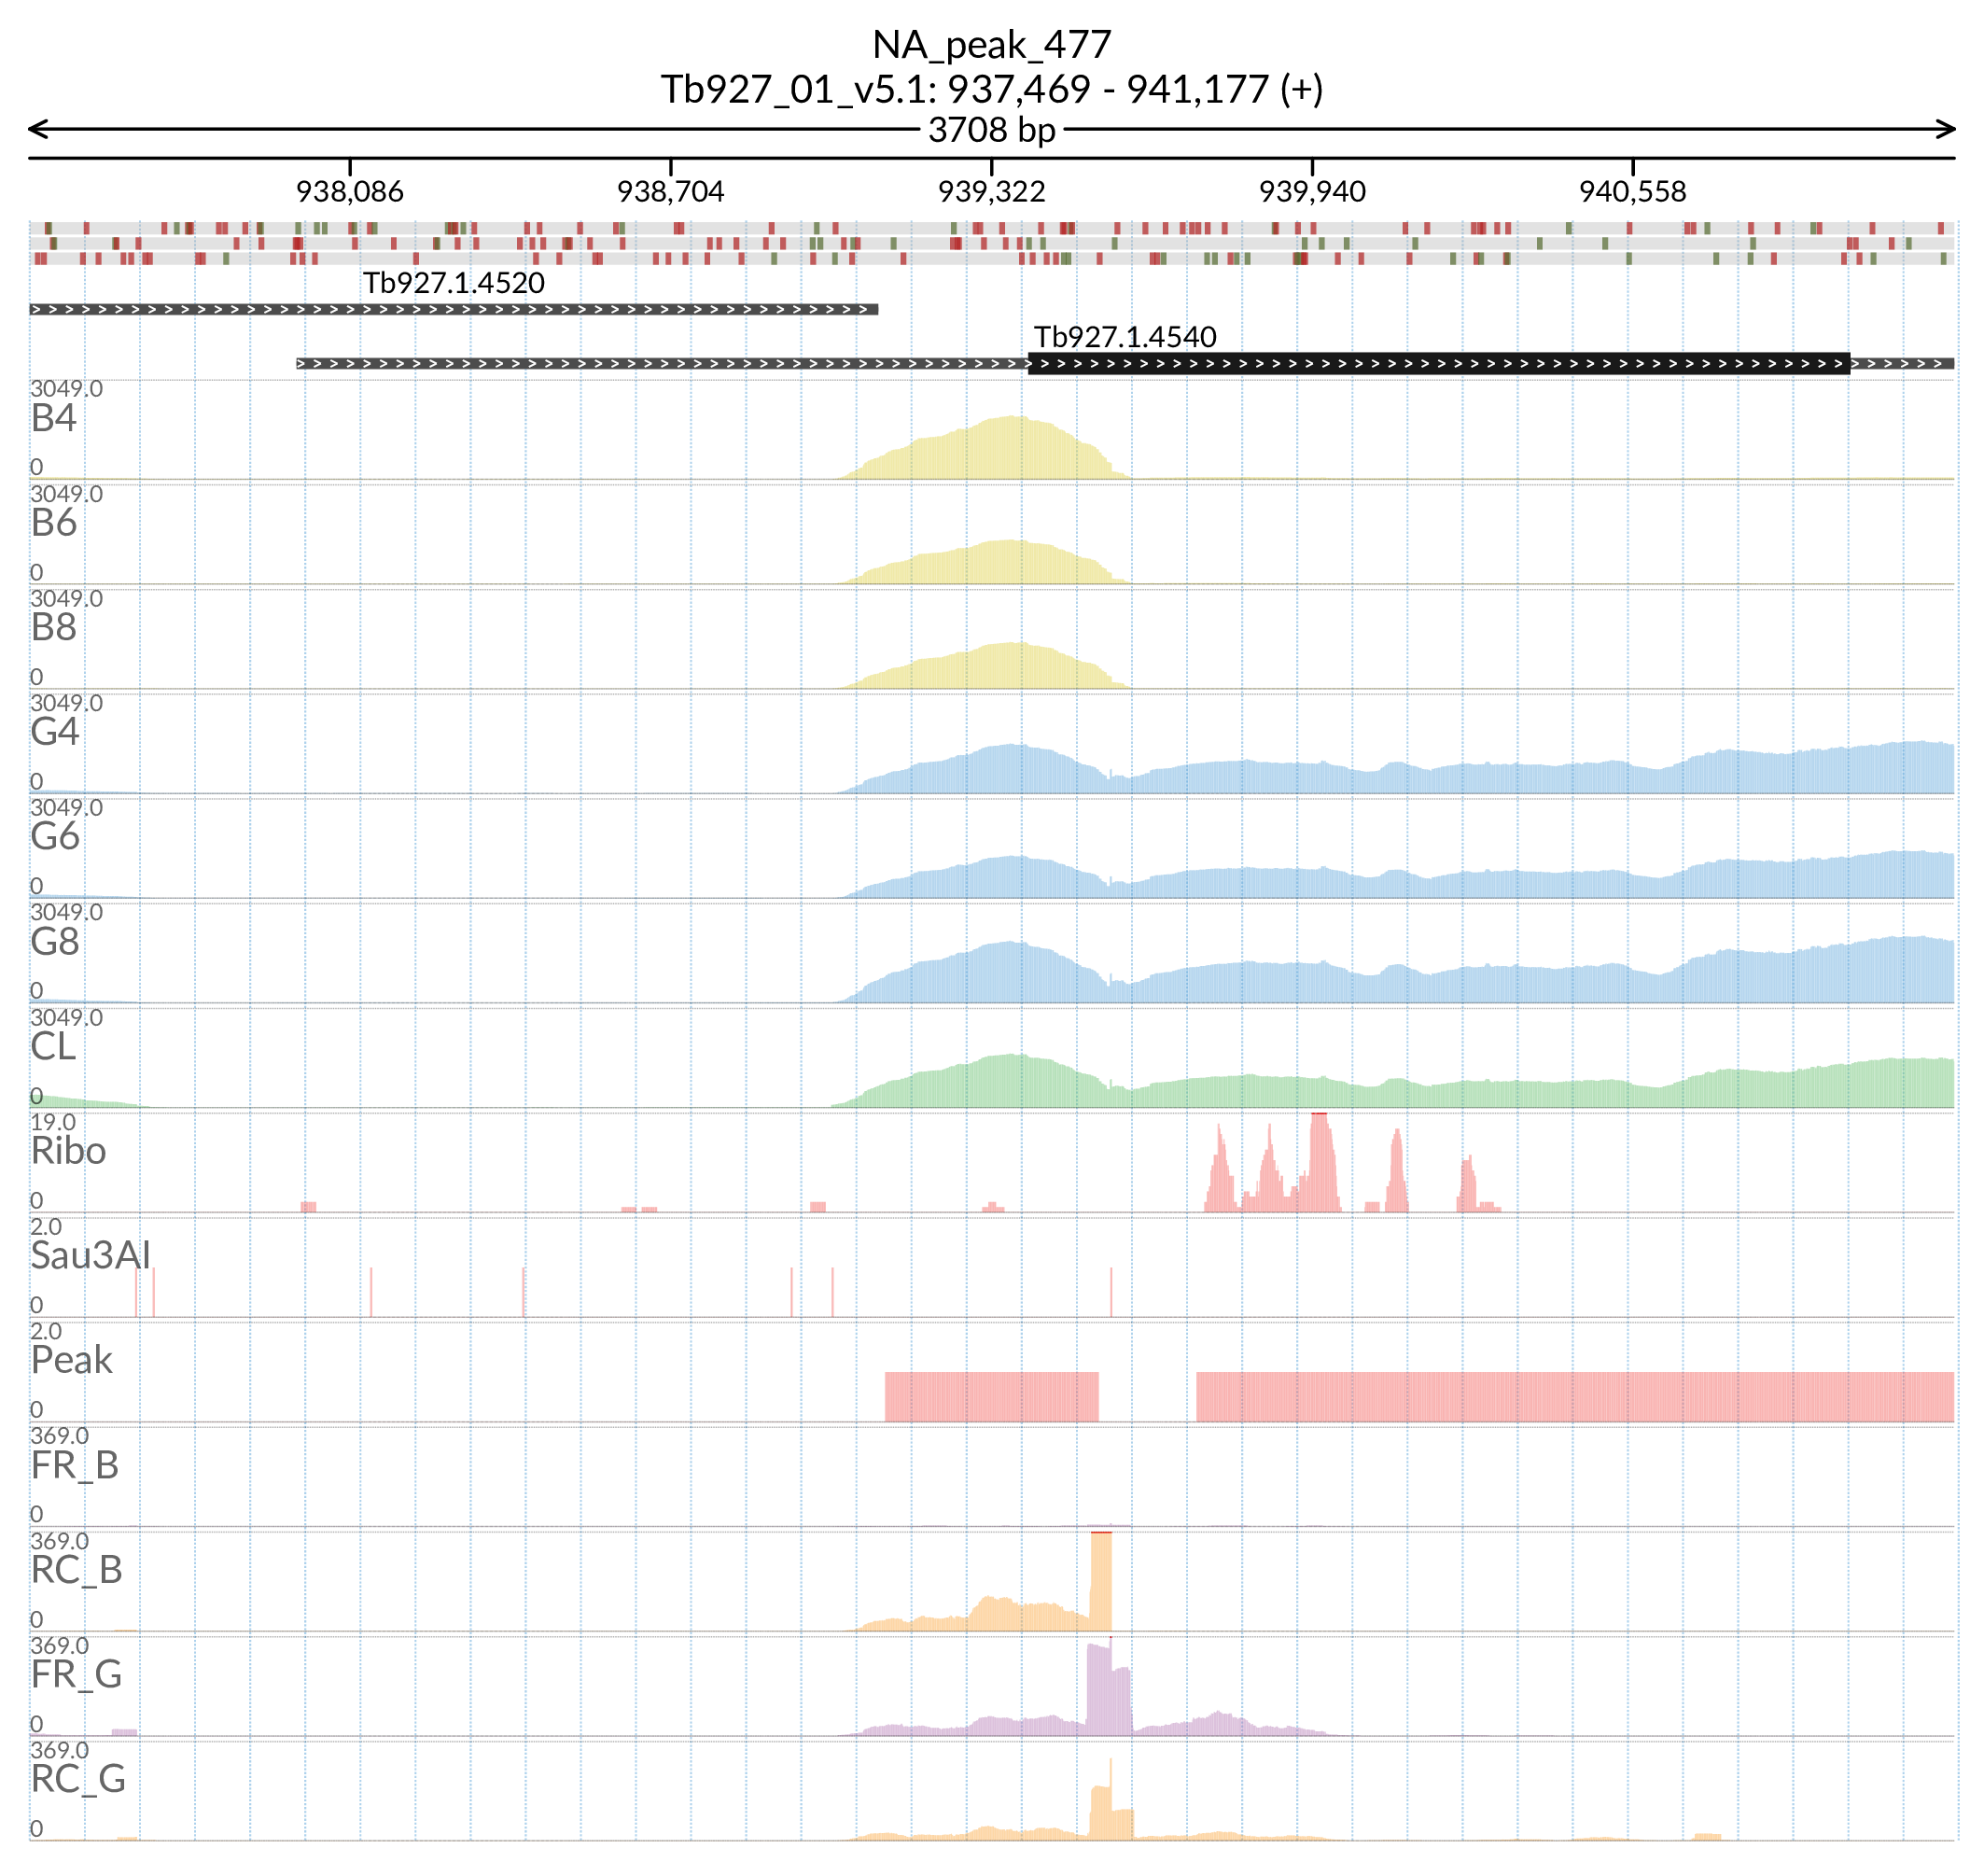 NA_peak_477
Tb927_01_v5.1: 937,469 - 941,177 (+)
3708 bp
938,086 938,704 939,322 939,940 940,558
Tb927.1.4520
Tb927.1.4540
3049.0
B4
0
3049.0
B6
0
3049.0
B8
0
3049.0
G4
0
3049.0
G6
0
3049.0
G8
0
3049.0
CL
0
19.0
Ribo
0
2.0
Sau3AI
0
2.0
Peak
0
369.0
FR_B
0
369.0
RC_B
0
369.0
FR_G
0
369.0
RC_G
0